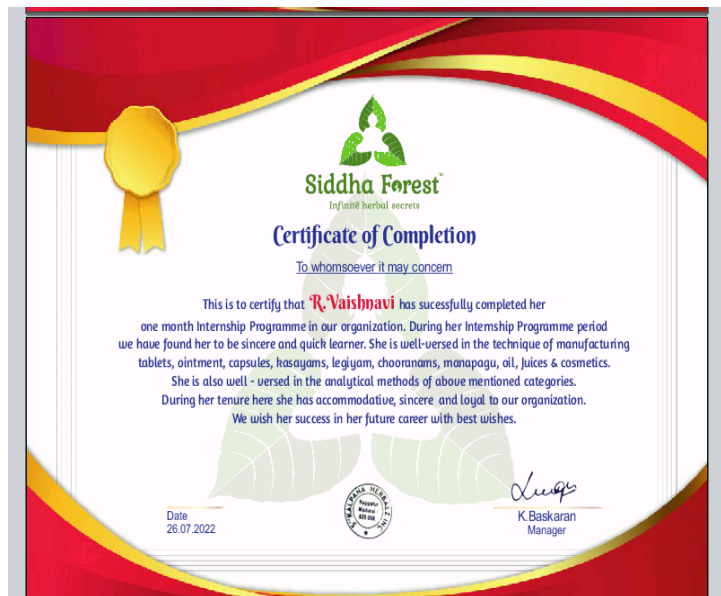 Siddha Forest™
Infinite herbal secrets
Certificate of Completion
To whomsoever it may concern
This is to certify that R.Vaishnavi has sucessfully completed her
one month Internship Programme in our organization. During her Internship Programme period
we have found her to be sincere and quick learner. She is well-versed in the technique of manufacturing
tablets, ointment, capsules, kasayams, legiyam, chooranams, manapagu, oil, Juices & cosmetics.
She is also well - versed in the analytical methods of above mentioned categories.
During her tenure here she has accommodative, sincere and loyal to our organization.
We wish her success in her future career with best wishes.
KALPANA HERBALZ INC
Madurai
Date
26.07.2022
K.Baskaran
Manager